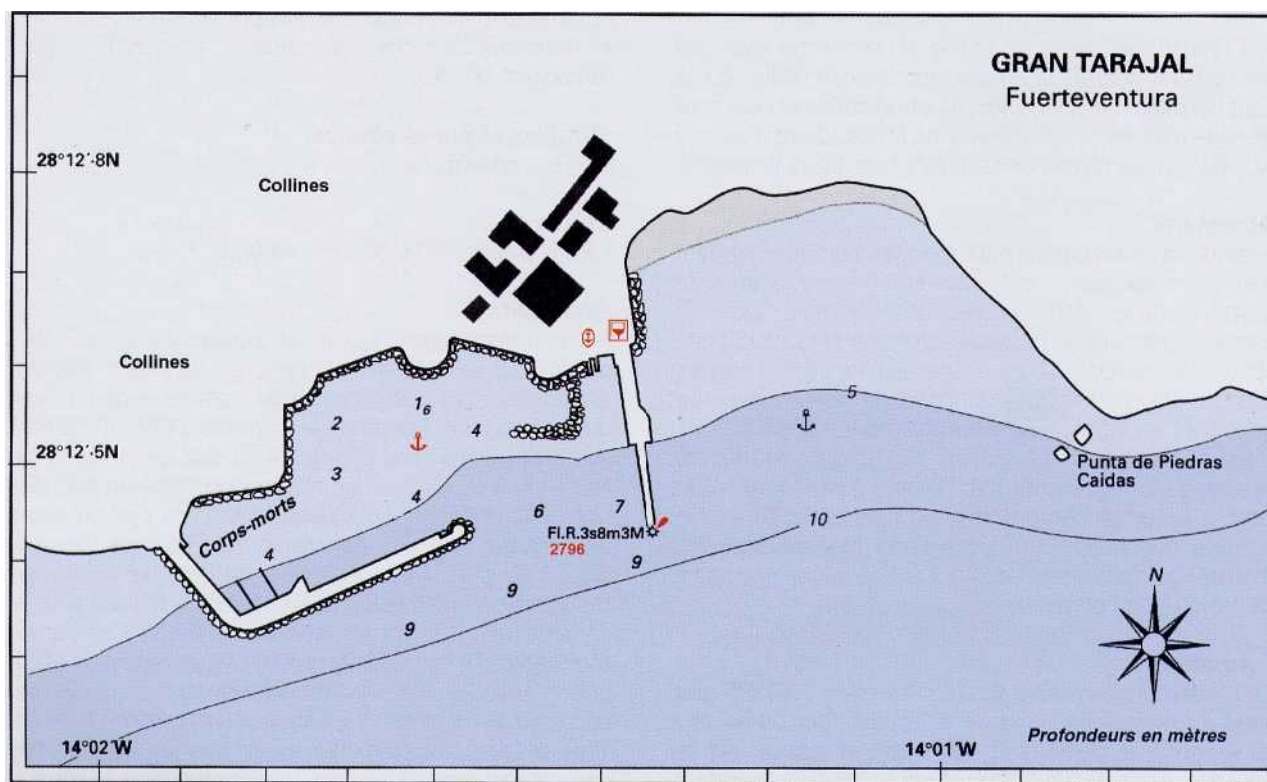 GRAN TARAJAL
Fuerteventura
28°12'·8N
Collines
Collines
5
1₆
2
4
28°12'·5N
3
Punta de Piedras
Caidas
4
6
7
10
Corps-morts
Fl.R.3s8m3M
2796
4
9
9
9
N
14°02'W
14°01'W
Profondeurs en mètres